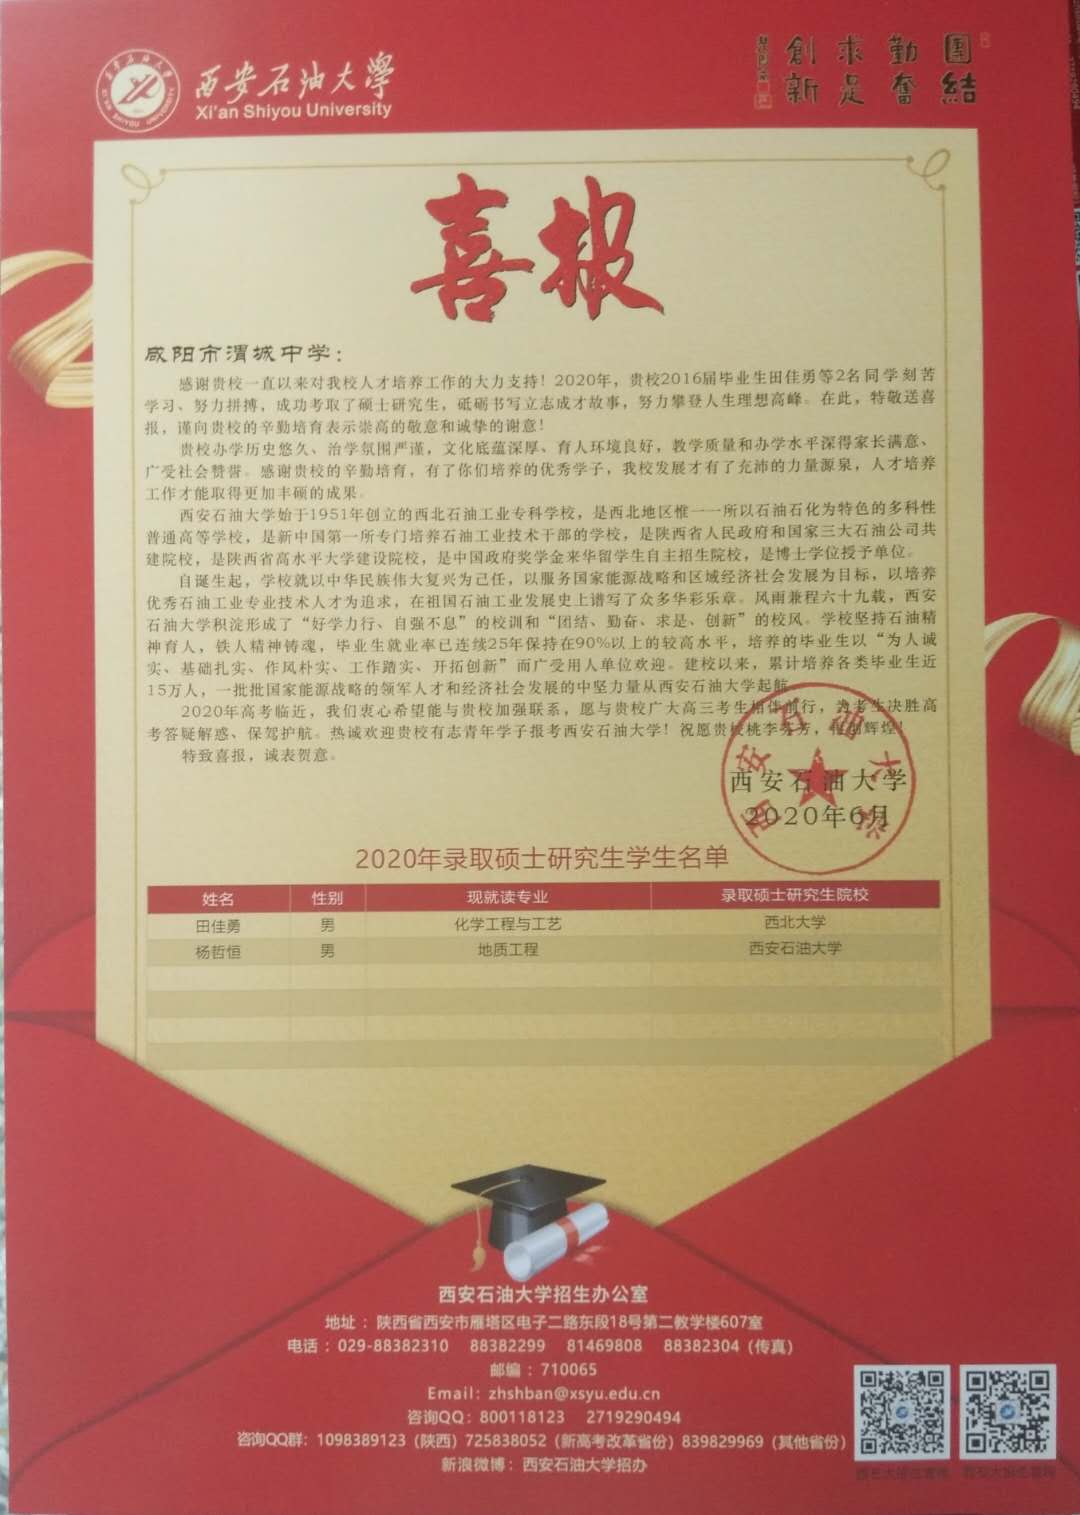 西安石油大學
Xi'an Shiyou University
團結
勤奮
求是
創新
喜报
咸阳市渭城中学：
感谢贵校一直以来对我校人才培养工作的大力支持！2020年，贵校2016届毕业生田佳勇等2名同学刻苦
学习、努力拼搏，成功考取了硕士研究生，砥砺书写立志成才故事，努力攀登人生理想高峰。在此，特敬送喜
报，谨向贵校的辛勤培育表示崇高的敬意和诚挚的谢意！
贵校办学历史悠久、治学氛围严谨，文化底蕴深厚、育人环境良好，教学质量和办学水平深得家长满意、
广受社会赞誉。感谢贵校的辛勤培育，有了你们培养的优秀学子，我校发展才有了充沛的力量源泉，人才培养
工作才能取得更加丰硕的成果。
西安石油大学始于1951年创立的西北石油工业专科学校，是西北地区惟一一所以石油石化为特色的多科性
普通高等学校，是新中国第一所专门培养石油工业技术干部的学校，是陕西省人民政府和国家三大石油公司共
建院校，是陕西省高水平大学建设院校，是中国政府奖学金来华留学生自主招生院校，是博士学位授予单位。
自诞生起，学校就以中华民族伟大复兴为己任，以服务国家能源战略和区域经济社会发展为目标，以培养
优秀石油工业专业技术人才为追求，在祖国石油工业发展史上谱写了众多华彩乐章。风雨兼程六十九载，西安
石油大学积淀形成了“好学力行、自强不息”的校训和“团结、勤奋、求是、创新”的校风。学校坚持石油精
神育人，铁人精神铸魂，毕业生就业率已连续25年保持在90%以上的较高水平，培养的毕业生以“为人诚
实、基础扎实、作风朴实、工作踏实、开拓创新”而广受用人单位欢迎。建校以来，累计培养各类毕业生近
15万人，一批批国家能源战略的领军人才和经济社会发展的中坚力量从西安石油大学起航。
2020年高考临近，我们衷心希望能与贵校加强联系，愿与贵校广大高三考生相伴前行，为考生决胜高
考答疑解惑、保驾护航。热诚欢迎贵校有志青年学子报考西安石油大学！祝愿贵校桃李芬芳，再创辉煌！
特致喜报，诚表贺意。
西安石油大学
西安石油大学
2020年6月
2020年录取硕士研究生学生名单
姓名 性别 现就读专业 录取硕士研究生院校
田佳勇 男 化学工程与工艺 西北大学
杨哲恒 男 地质工程 西安石油大学
西安石油大学招生办公室
地址：陕西省西安市雁塔区电子二路东段18号第二教学楼607室
电话：029-88382310 88382299 81469808 88382304（传真）
邮编：710065
Email：zhshban@xsyu.edu.cn
咨询QQ：800118123 2719290494
咨询QQ群：1098389123（陕西）725838052（新高考改革省份）839829969（其他省份）
新浪微博：西安石油大学招办